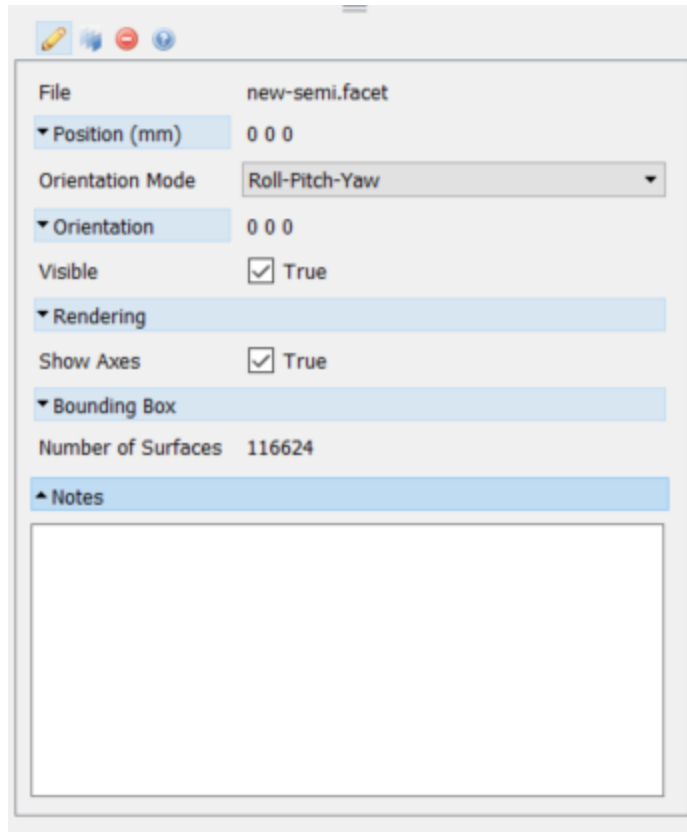 File new-semi.facet
Position (mm) 0 0 0
Orientation Mode Roll-Pitch-Yaw
Orientation 0 0 0
Visible True
Rendering
Show Axes True
Bounding Box
Number of Surfaces 116624
Notes